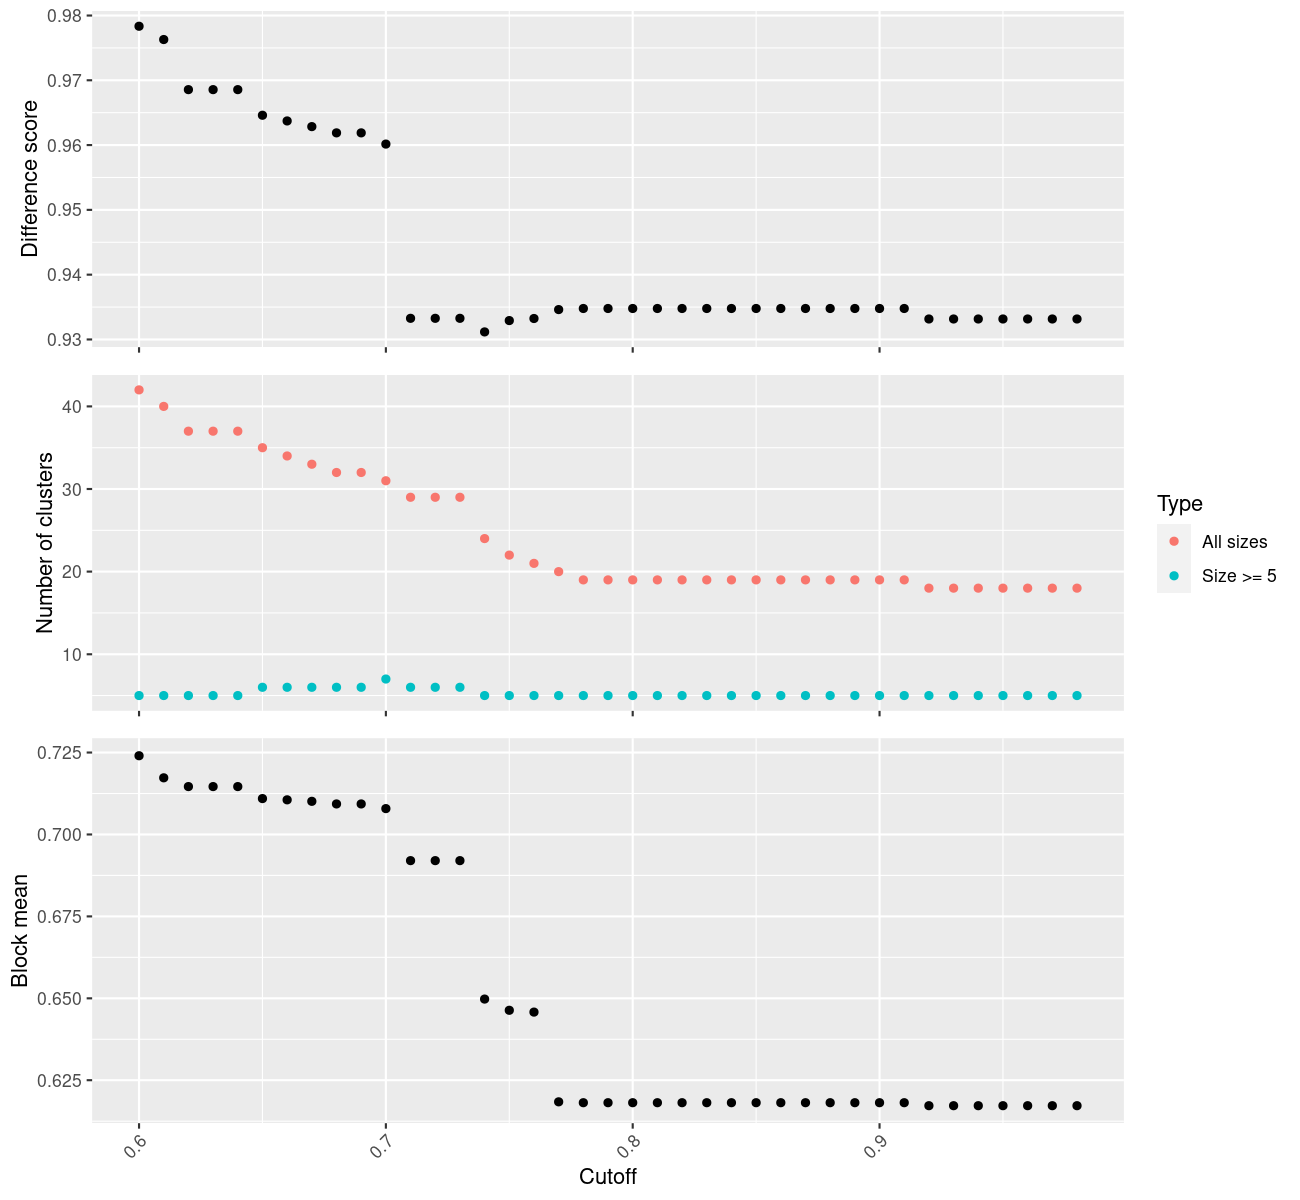 0.98
0.97
0.96
0.95
0.94
0.93
Difference score
40
30
20
10
Number of clusters
Type
All sizes
Size >= 5
0.725
0.700
0.675
0.650
0.625
Block mean
0.6
0.7
0.8
0.9
Cutoff